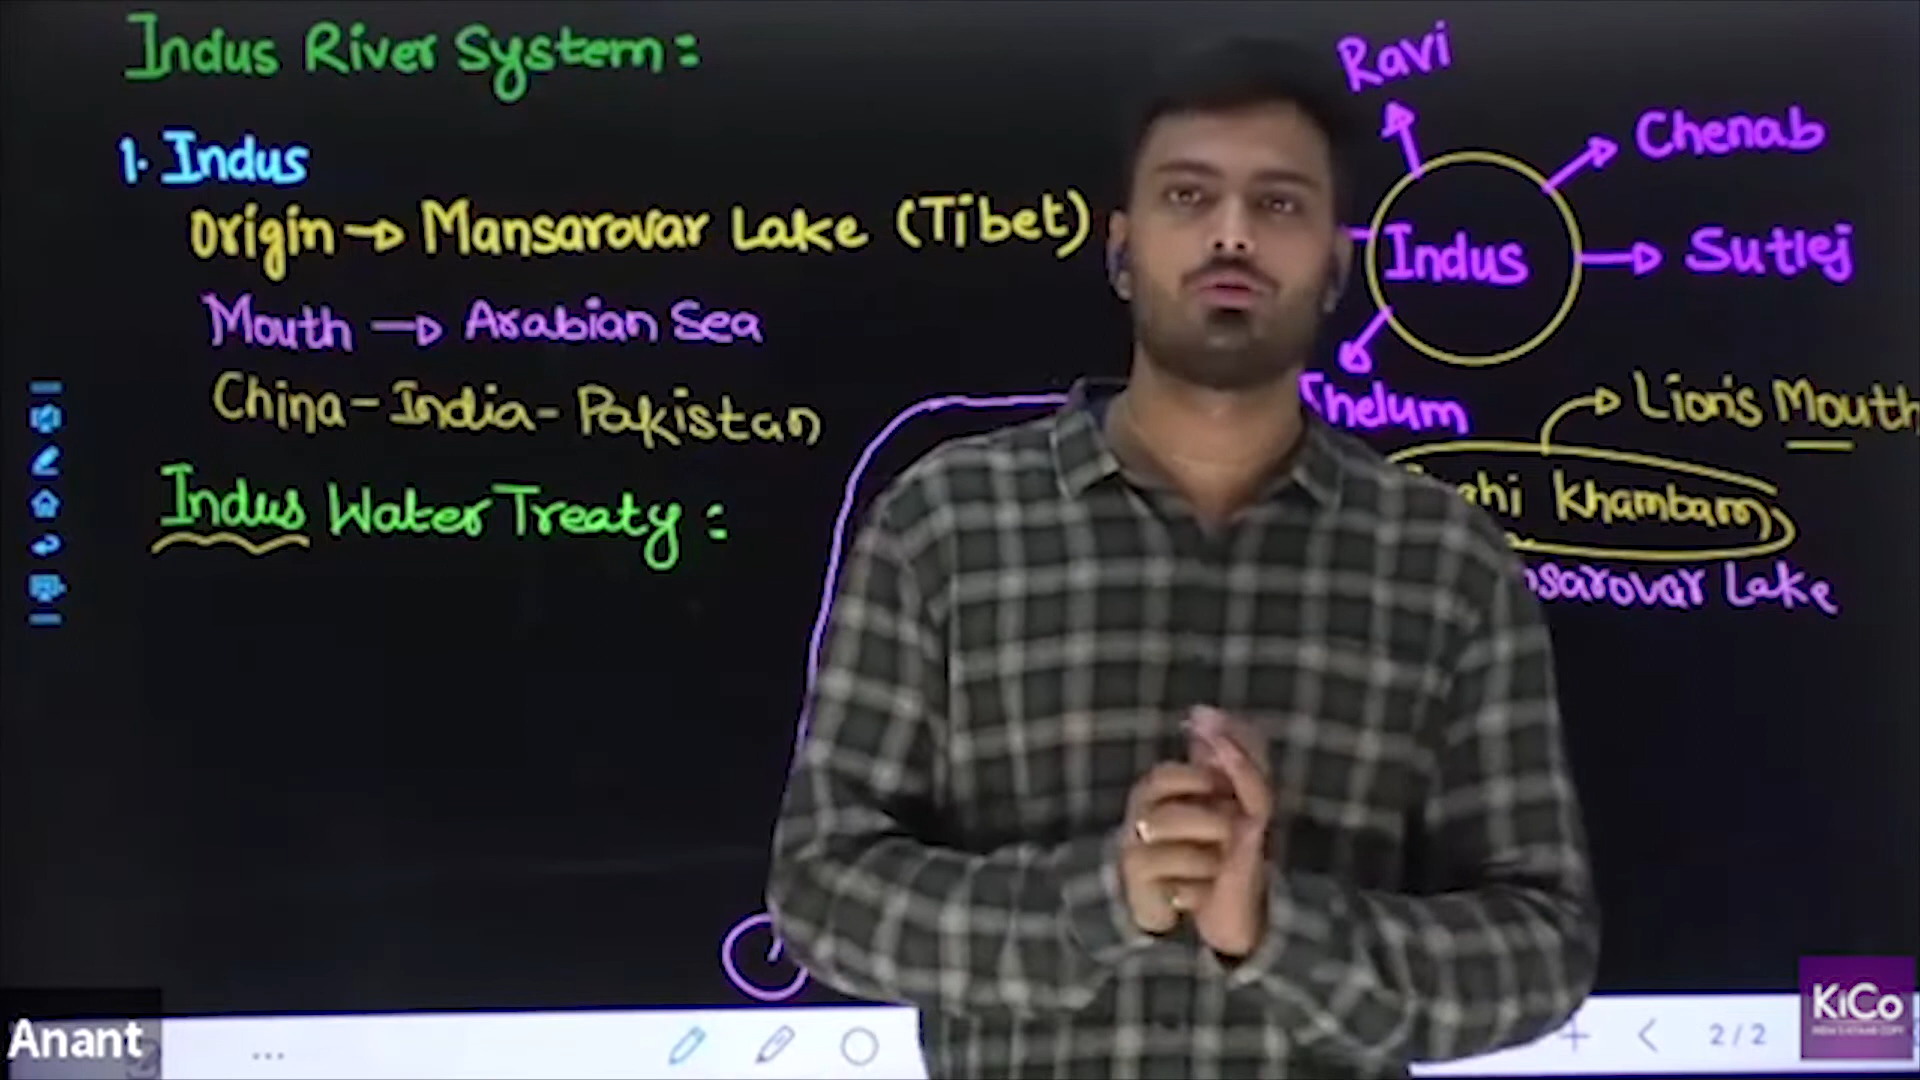 Indus River System:
1. Indus
Origin → Mansarovar Lake (Tibet)
Mouth → Arabian Sea
China - India - Pakistan
Indus Water Treaty:
Ravi
Chenab
Indus
Sutlej
Jhelum
Lion's Mouth
Khambam
Lake
Anant
...
2/2
KiCo